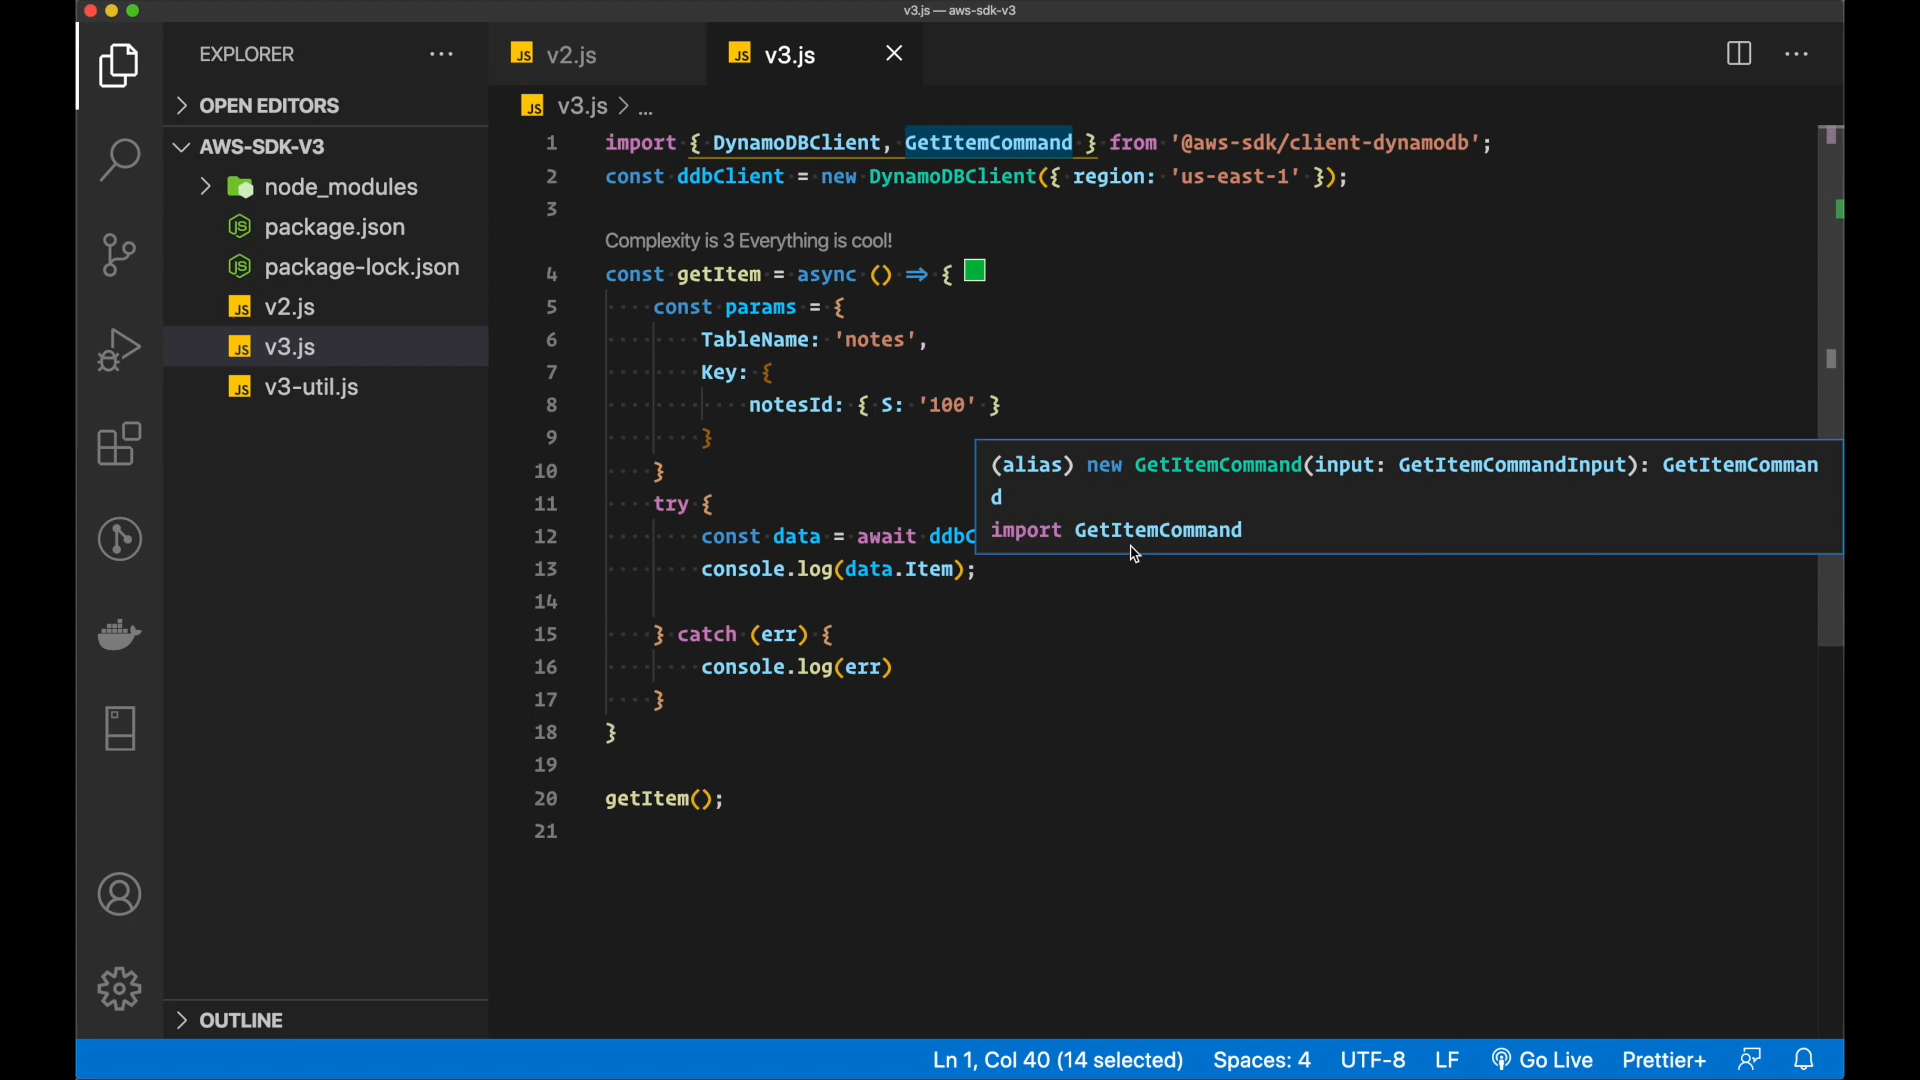 v3.js — aws-sdk-v3
EXPLORER
OPEN EDITORS
AWS-SDK-V3
node_modules
package.json
package-lock.json
JS v2.js
JS v3.js
JS v3-util.js
OUTLINE
JS v2.js
JS v3.js
JS v3.js > ...
1 import { DynamoDBClient, GetItemCommand } from '@aws-sdk/client-dynamodb';
2 const ddbClient = new DynamoDBClient({ region: 'us-east-1' });
3
Complexity is 3 Everything is cool!
4 const getItem = async () => {
5 const params = {
6 TableName: 'notes',
7 Key: {
8 notesId: { S: '100' }
9 }
10 }
11 try {
12 const data = await ddbC
13 console.log(data.Item);
14
15 } catch (err) {
16 console.log(err)
17 }
18 }
19
20 getItem();
21
(alias) new GetItemCommand(input: GetItemCommandInput): GetItemComman
d
import GetItemCommand
Ln 1, Col 40 (14 selected) Spaces: 4 UTF-8 LF Go Live Prettier+